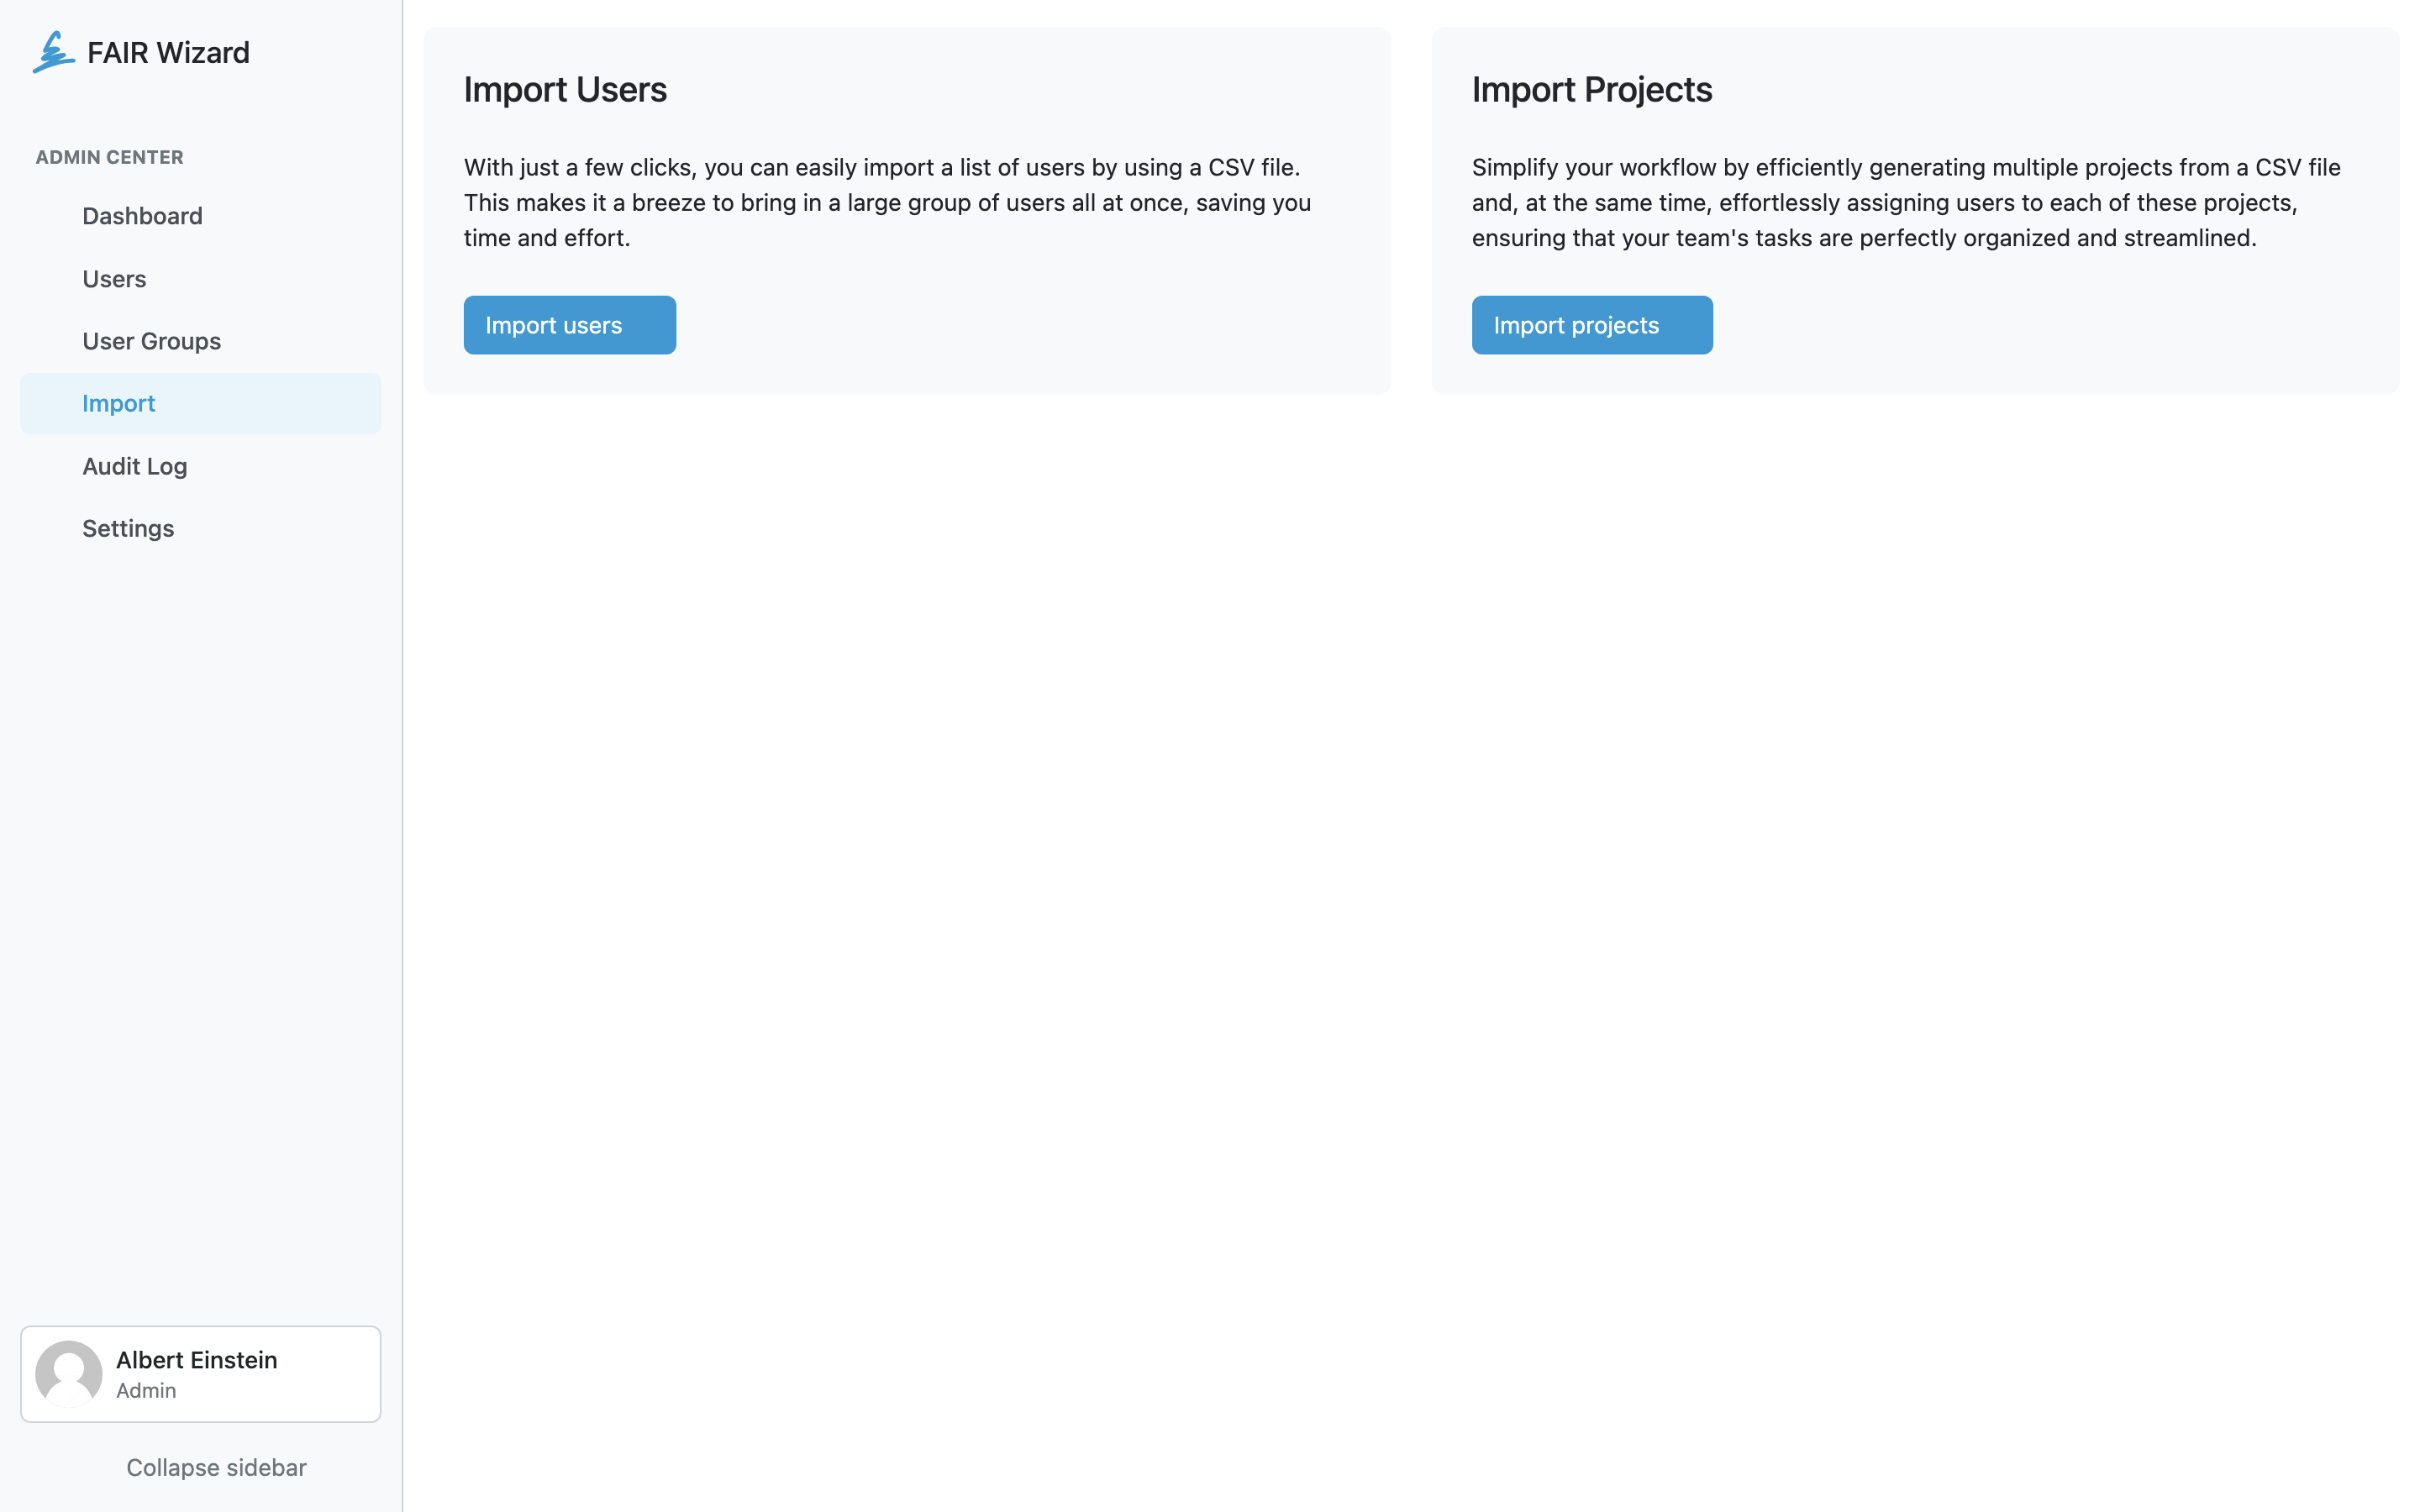 FAIR Wizard
ADMIN CENTER
Dashboard
Users
User Groups
Import
Audit Log
Settings
Albert Einstein
Admin
Collapse sidebar
Import Users
With just a few clicks, you can easily import a list of users by using a CSV file.
This makes it a breeze to bring in a large group of users all at once, saving you
time and effort.
Import users
Import Projects
Simplify your workflow by efficiently generating multiple projects from a CSV file
and, at the same time, effortlessly assigning users to each of these projects,
ensuring that your team's tasks are perfectly organized and streamlined.
Import projects